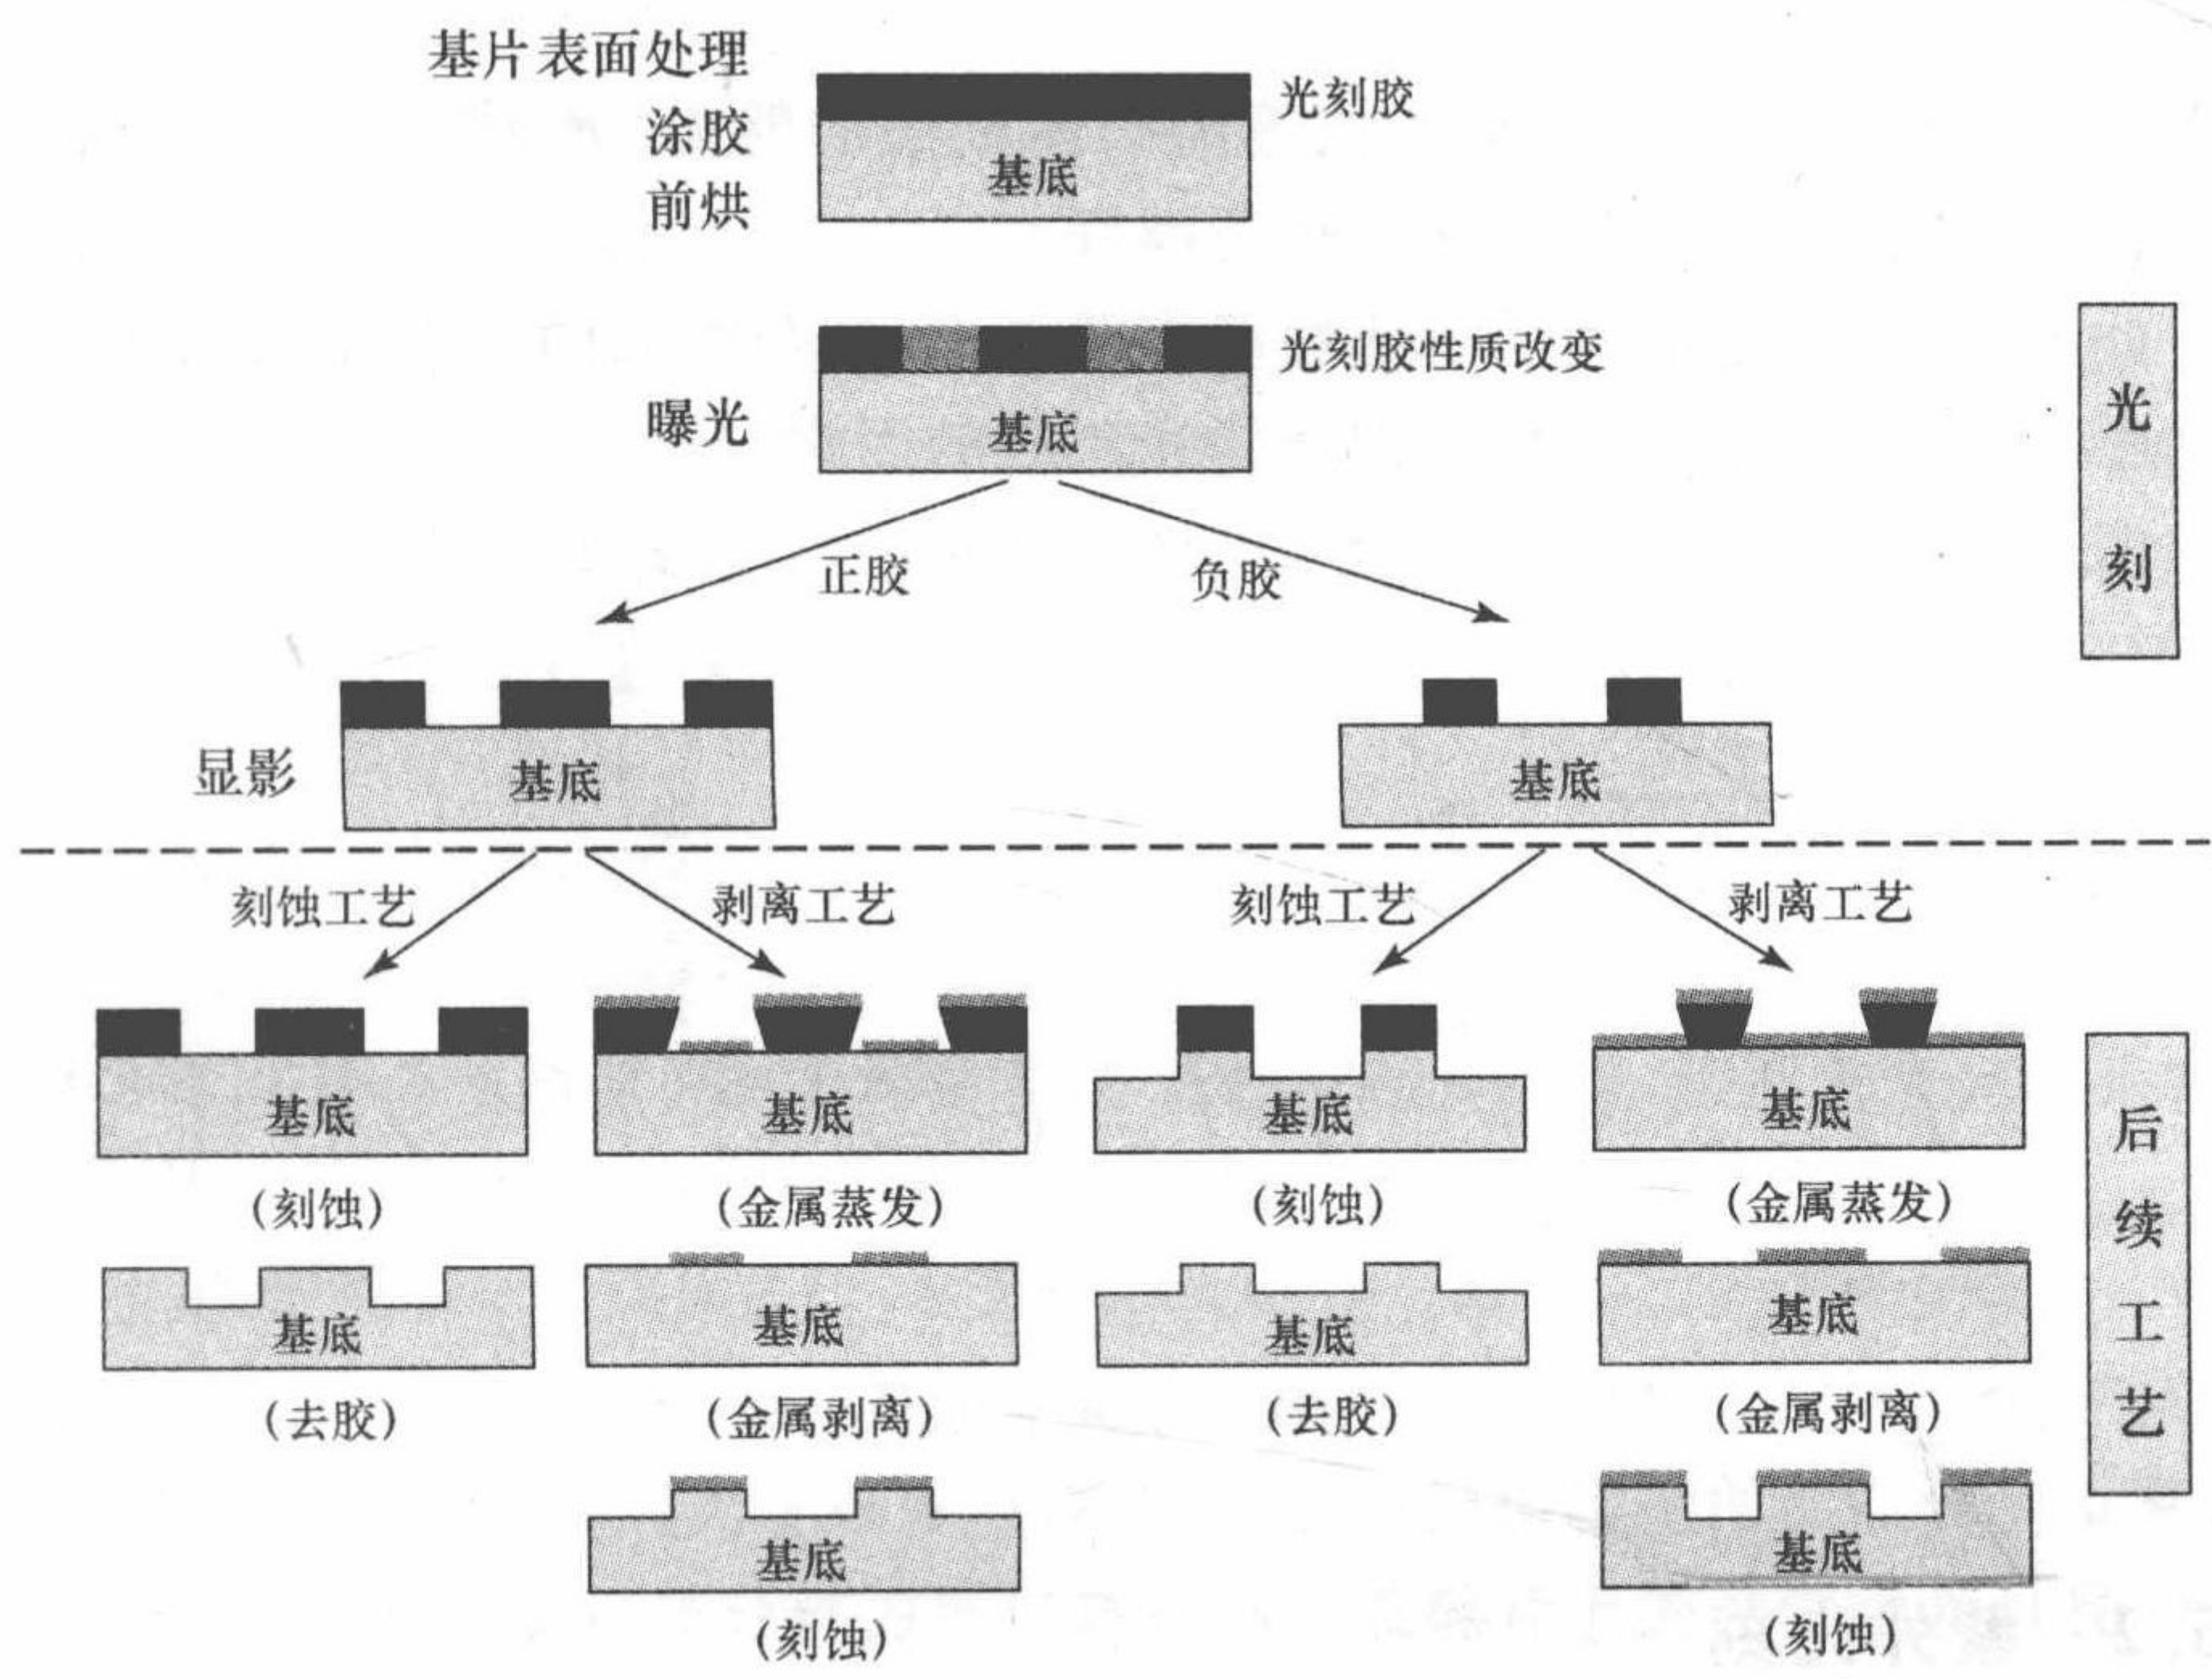 基片表面处理
涂胶
前烘
光刻胶
基底
曝光
光刻胶性质改变
基底
正胶
负胶
光刻
显影
基底
基底
刻蚀工艺
剥离工艺
刻蚀工艺
剥离工艺
基底
基底
基底
基底
(刻蚀)
(金属蒸发)
(刻蚀)
(金属蒸发)
基底
基底
基底
基底
(去胶)
(金属剥离)
(去胶)
(金属剥离)
基底
基底
(刻蚀)
(刻蚀)
后续工艺